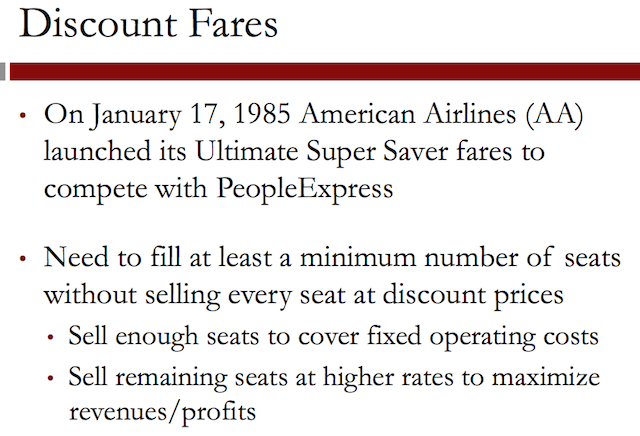 Discount Fares
• On January 17, 1985 American Airlines (AA)
launched its Ultimate Super Saver fares to
compete with PeopleExpress
• Need to fill at least a minimum number of seats
without selling every seat at discount prices
• Sell enough seats to cover fixed operating costs
• Sell remaining seats at higher rates to maximize
revenues/profits